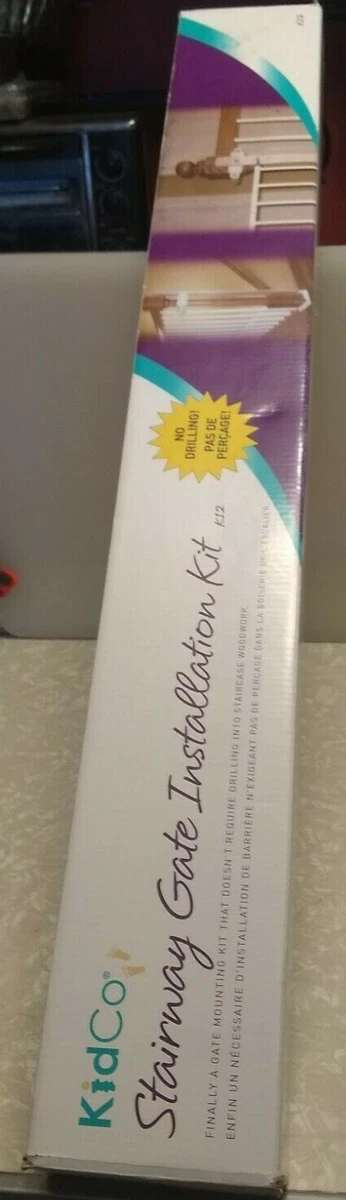 KidCo®
Stairway Gate Installation Kit K12
FINALLY A GATE MOUNTING KIT THAT DOESN'T REQUIRE DRILLING INTO STAIRCASE WOODWORK
ENFIN UN NÉCESSAIRE D'INSTALLATION DE BARRIÈRE N'EXIGEANT PAS DE PERÇAGE DANS LA BOISERIE DE L'ESCALIER
NO
DRILLING!
PAS DE
PERÇAGE!